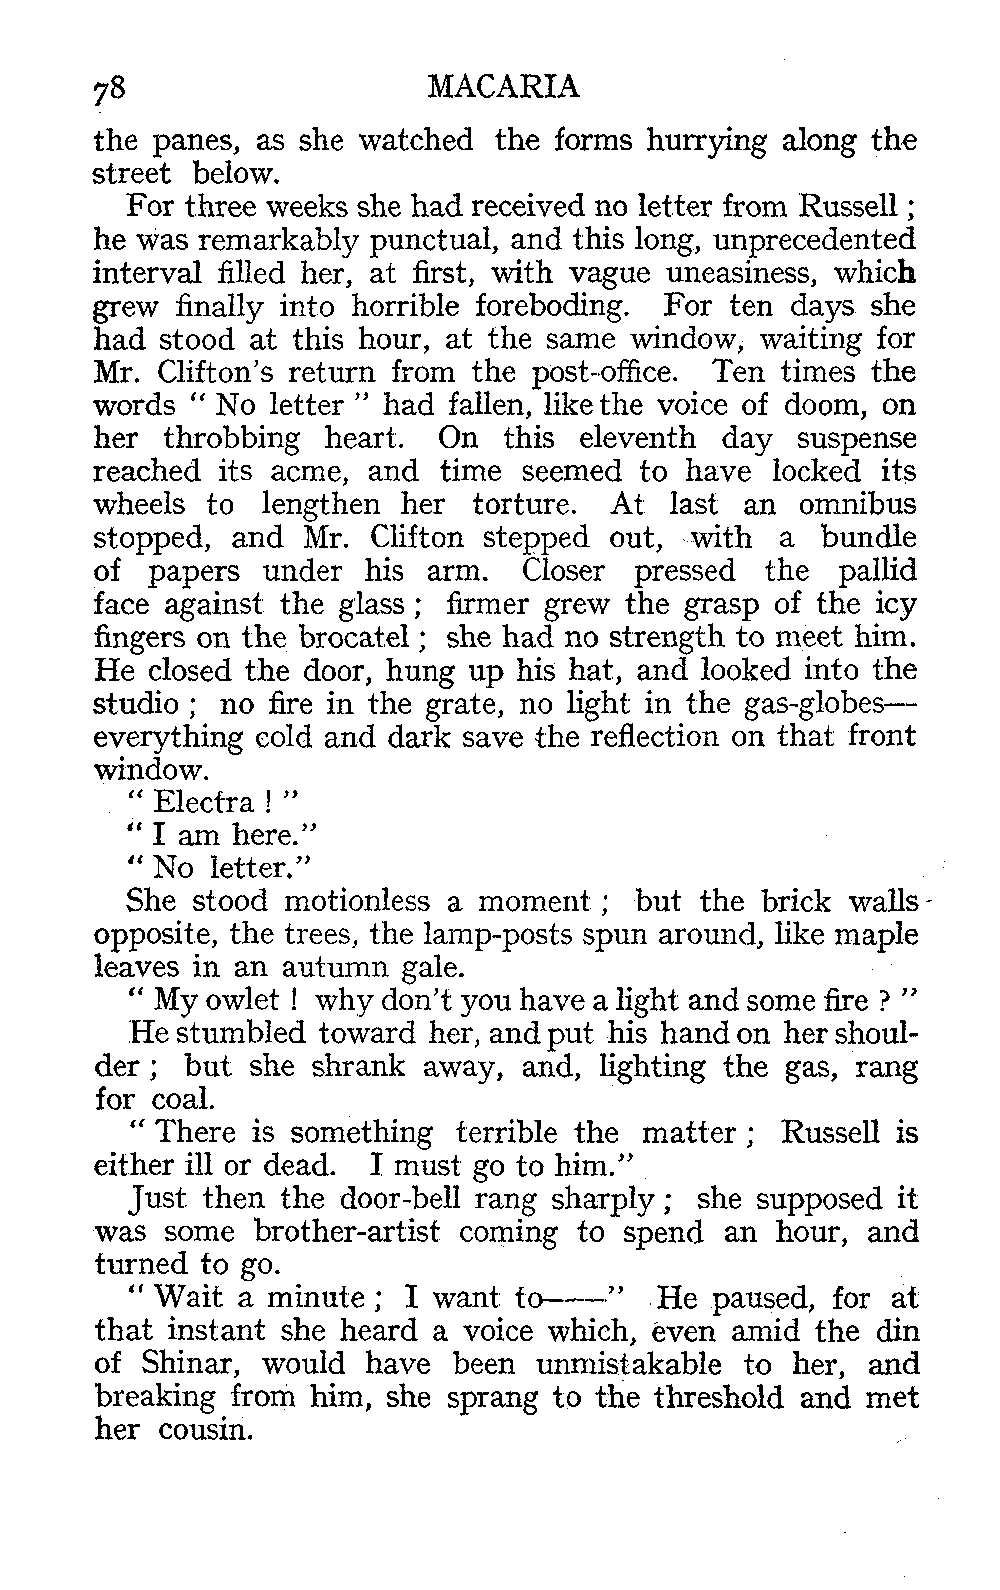 78 MACARIA
the panes, as she watched the forms hurrying along the
street below.
For three weeks she had received no letter from Russell ;
he was remarkably punctual, and this long, unprecedented
interval filled her, at first, with vague uneasiness, which
grew finally into horrible foreboding. For ten days she
had stood at this hour, at the same window, waiting for
Mr. Clifton's return from the post-office. Ten times the
words “ No letter ” had fallen, like the voice of doom, on
her throbbing heart. On this eleventh day suspense
reached its acme, and time seemed to have locked its
wheels to lengthen her torture. At last an omnibus
stopped, and Mr. Clifton stepped out, with a bundle
of papers under his arm. Closer pressed the pallid
face against the glass ; firmer grew the grasp of the icy
fingers on the brocatel ; she had no strength to meet him.
He closed the door, hung up his hat, and looked into the
studio ; no fire in the grate, no light in the gas-globes—
everything cold and dark save the reflection on that front
window.
“ Electra ! ”
“ I am here.”
“ No letter.”
She stood motionless a moment ; but the brick walls
opposite, the trees, the lamp-posts spun around, like maple
leaves in an autumn gale.
“ My owlet ! why don't you have a light and some fire ? ”
He stumbled toward her, and put his hand on her shoul-
der ; but she shrank away, and, lighting the gas, rang
for coal.
“ There is something terrible the matter ; Russell is
either ill or dead. I must go to him.”
Just then the door-bell rang sharply ; she supposed it
was some brother-artist coming to spend an hour, and
turned to go.
“ Wait a minute ; I want to——” He paused, for at
that instant she heard a voice which, even amid the din
of Shinar, would have been unmistakable to her, and
breaking from him, she sprang to the threshold and met
her cousin.